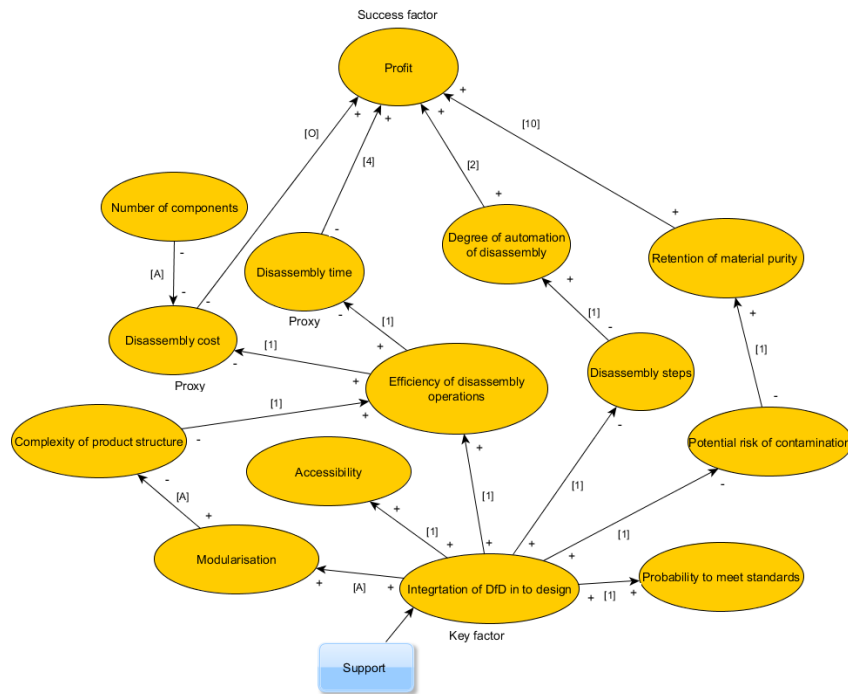 Success factor
Profit
+
+
+
+
[O]
[4]
[2]
[10]
Number of components
-
[A]
-
-
Disassembly time
-
Proxy
-
Degree of automation
of disassembly
+
+
Retention of material purity
+
+
Disassembly cost
-
Proxy
[1]
+
[1]
+
Efficiency of disassembly
operations
+
+
[1]
-
Disassembly steps
-
[1]
-
Potential risk of contamination
-
Complexity of product structure
-
-
[1]
Accessibility
+
[1]
[1]
[1]
[1]
[A]
+
Modularisation
+
[A]
+
+
+
+
+
Integrtation of DfD in to design
Key factor
+
[1]
+
Probability to meet standards
Support